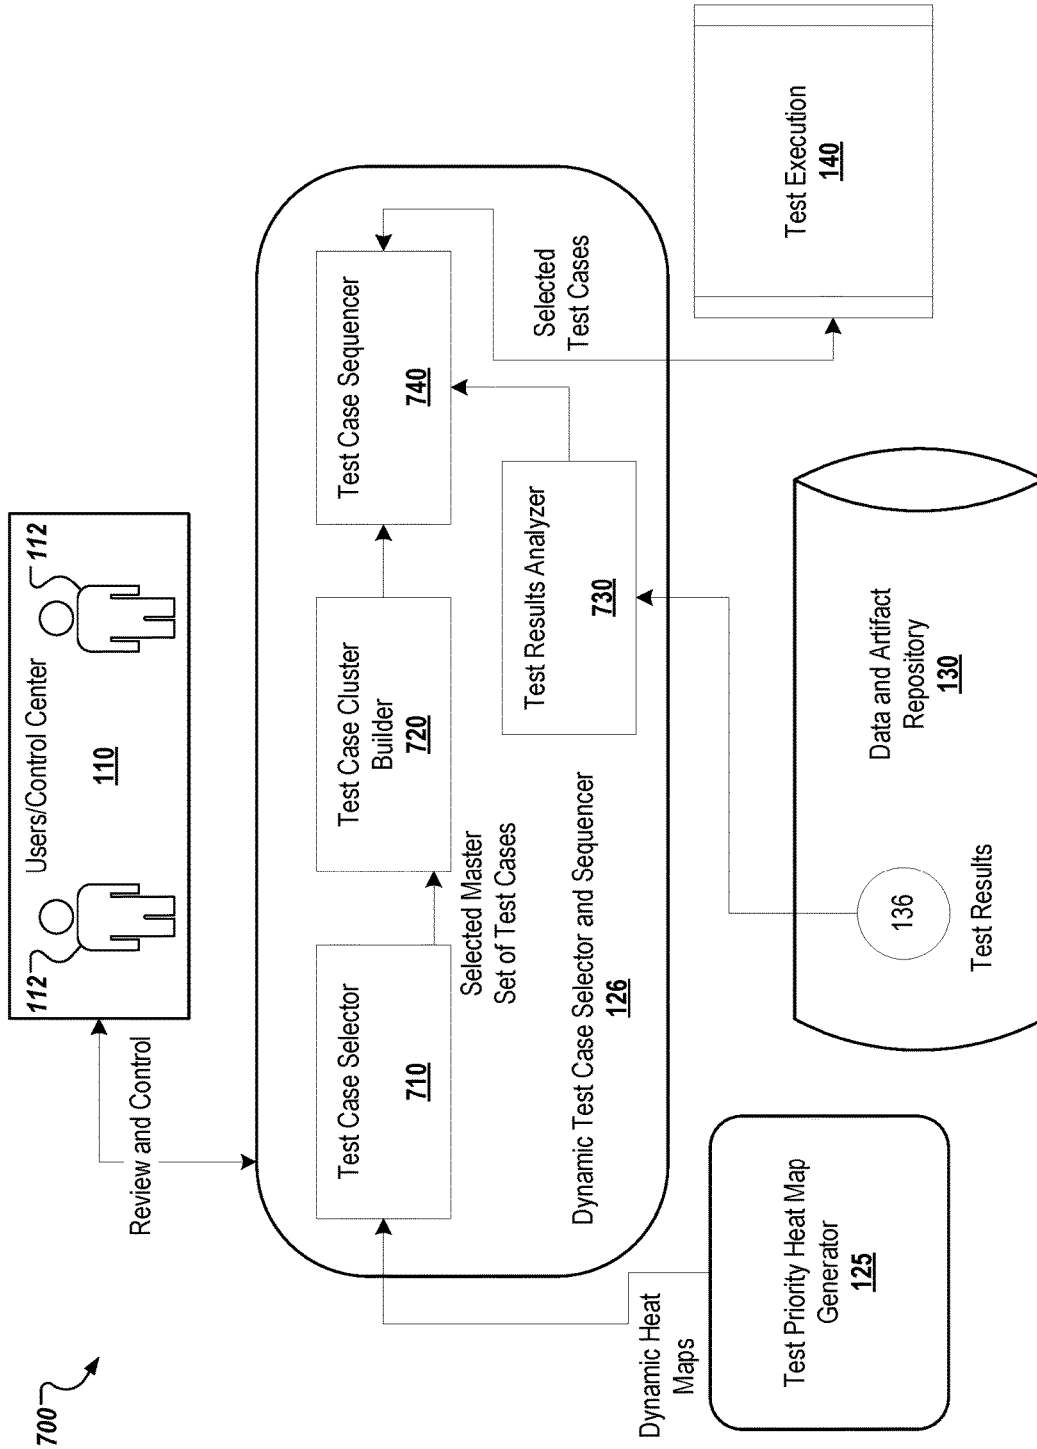 700
112
Users/Control Center
112
110
Review and Control
Test Case Selector
710
Selected Master
Set of Test Cases
Test Case Cluster
Builder
720
Test Case Sequencer
740
Test Results Analyzer
730
Selected
Test Cases
Dynamic Test Case Selector and Sequencer
126
Dynamic Heat
Maps
Test Priority Heat Map
Generator
125
136
Test Results
Data and Artifact
Repository
130
Test Execution
140